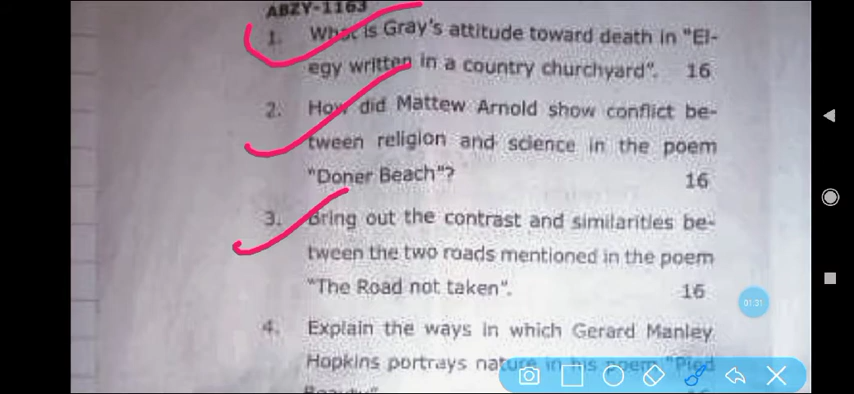 ABZY-1163
1. What is Gray's attitude toward death in "El-
egy written in a country churchyard". 16
2. How did Mattew Arnold show conflict be-
tween religion and science in the poem
"Doner Beach"? 16
3. Bring out the contrast and similarities be-
tween the two roads mentioned in the poem
"The Road not taken". 16
01:31
4. Explain the ways in which Gerard Manley
Hopkins portrays nature in his poem "Pied